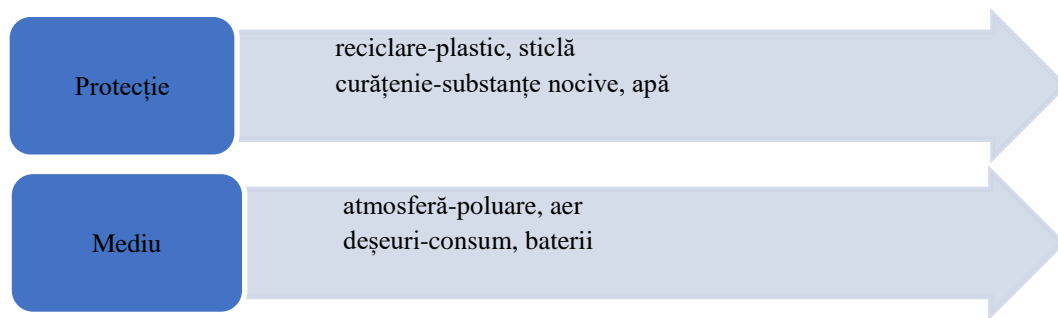 Protecție
reciclare-plastic, sticlă
curățenie-substanțe nocive, apă
Mediu
atmosferă-poluare, aer
deșeuri-consum, baterii